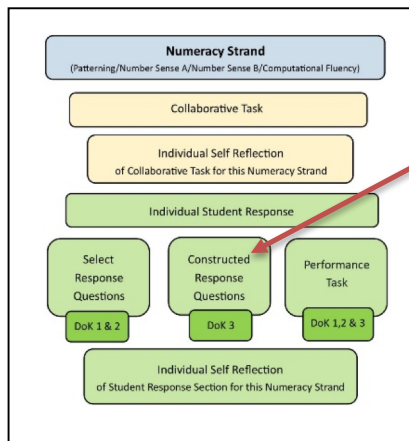 Numeracy Strand
(Patterning/Number Sense A/Number Sense B/Computational Fluency)
Collaborative Task
Individual Self Reflection
of Collaborative Task for this Numeracy Strand
Individual Student Response
Select
Response
Questions
DoK 1 & 2
Constructed
Response
Questions
DoK 3
Performance
Task
DoK 1,2 & 3
Individual Self Reflection
of Student Response Section for this Numeracy Strand